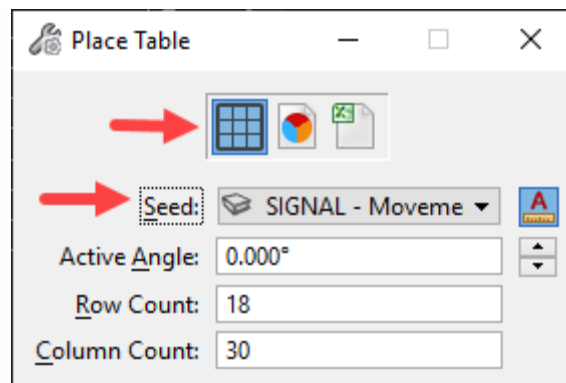 Place Table
Seed: SIGNAL - Moveme
A
Active Angle: 0.000°
Row Count: 18
Column Count: 30